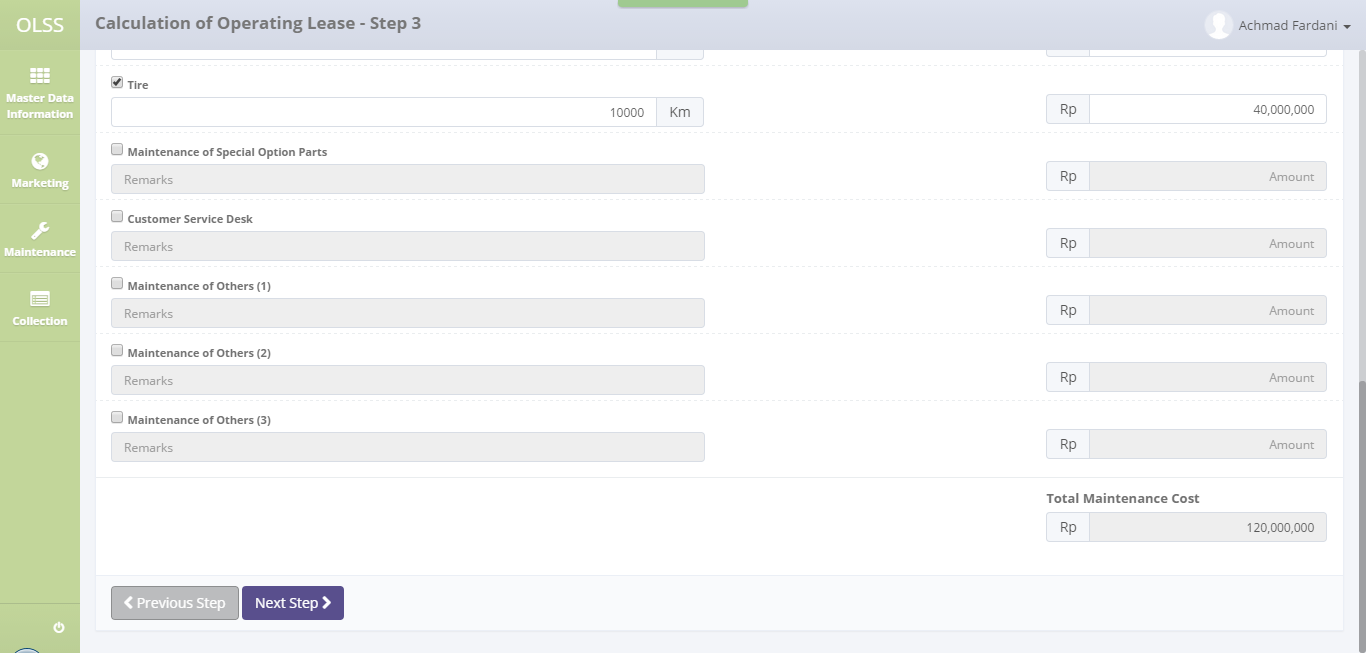 OLSS
Calculation of Operating Lease - Step 3
Achmad Fardani
Master Data
Information
Marketing
Maintenance
Collection
Tire
10000 Km
Rp 40,000,000
Maintenance of Special Option Parts
Remarks
Rp Amount
Customer Service Desk
Remarks
Rp Amount
Maintenance of Others (1)
Remarks
Rp Amount
Maintenance of Others (2)
Remarks
Rp Amount
Maintenance of Others (3)
Remarks
Rp Amount
Total Maintenance Cost
Rp 120,000,000
Previous Step
Next Step